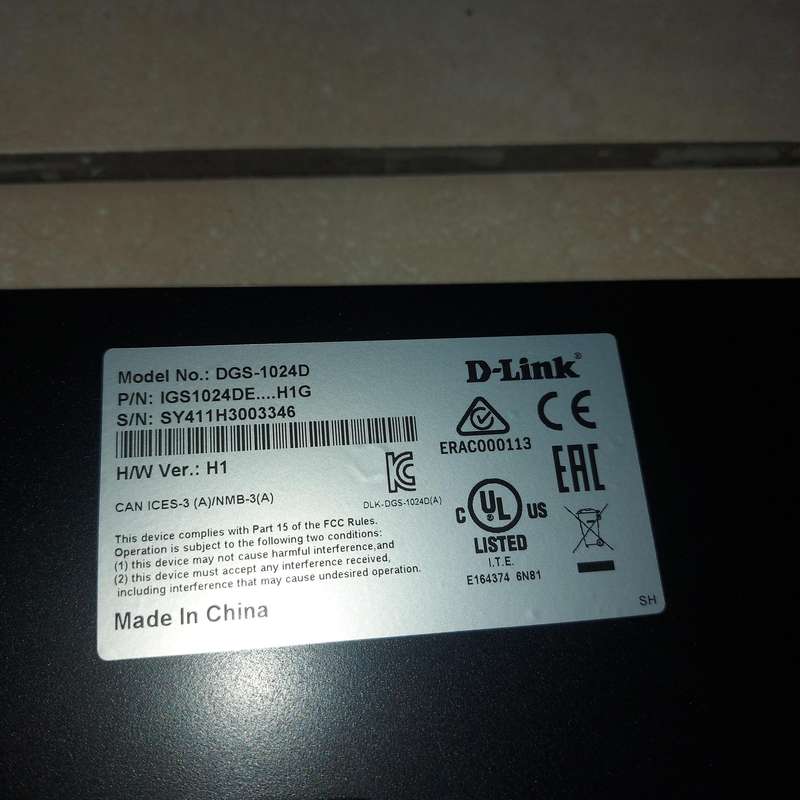 Model No.: DGS-1024D
P/N: IGS1024DE....H1G
S/N: SY411H3003346
H/W Ver.: H1
CAN ICES-3 (A)/NMB-3(A)
This device complies with Part 15 of the FCC Rules.
Operation is subject to the following two conditions:
(1) this device may not cause harmful interference,and
(2) this device must accept any interference received,
including interference that may cause undesired operation.
Made In China
D-Link®
CE
ERAC000113
KC
DLK-DGS-1024D(A)
EAC
C UL® US
LISTED
I.T.E.
E164374 6N81
SH